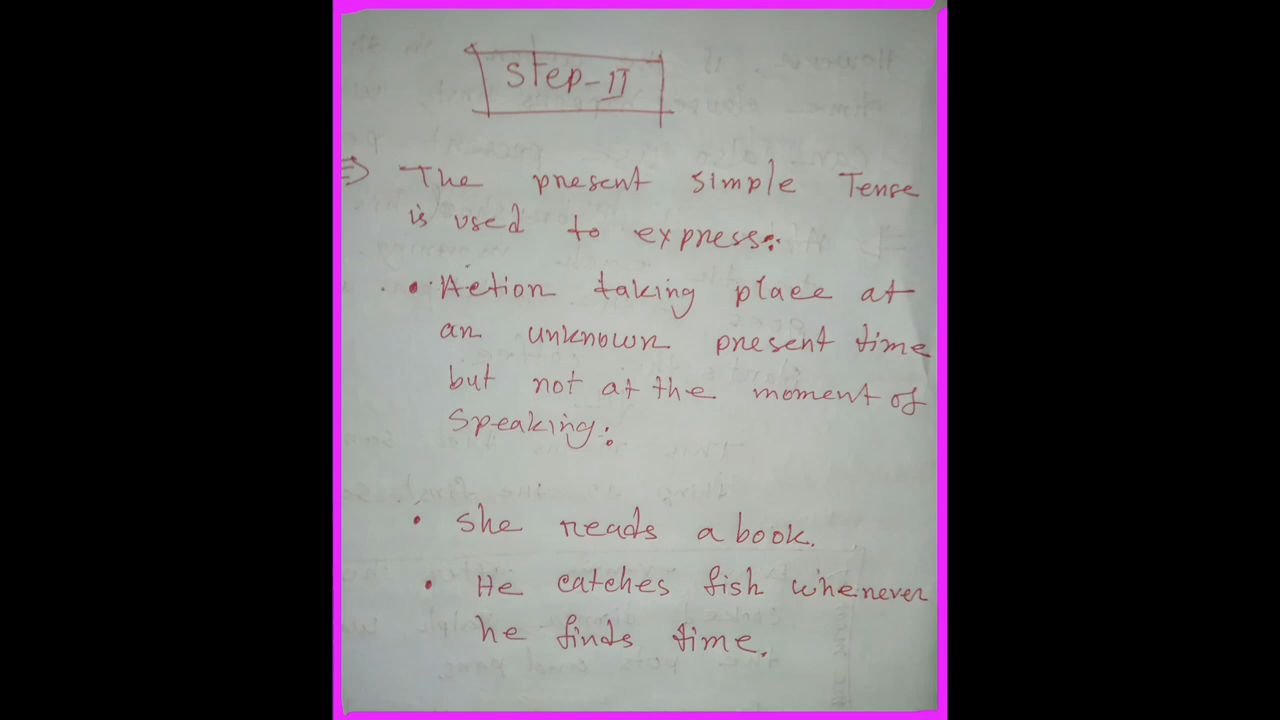 Step-II
⇒ The present simple Tense
is used to express:
• Action taking place at
an unknown present time
but not at the moment of
Speaking:
• She reads a book.
• He catches fish whenever
he finds time.